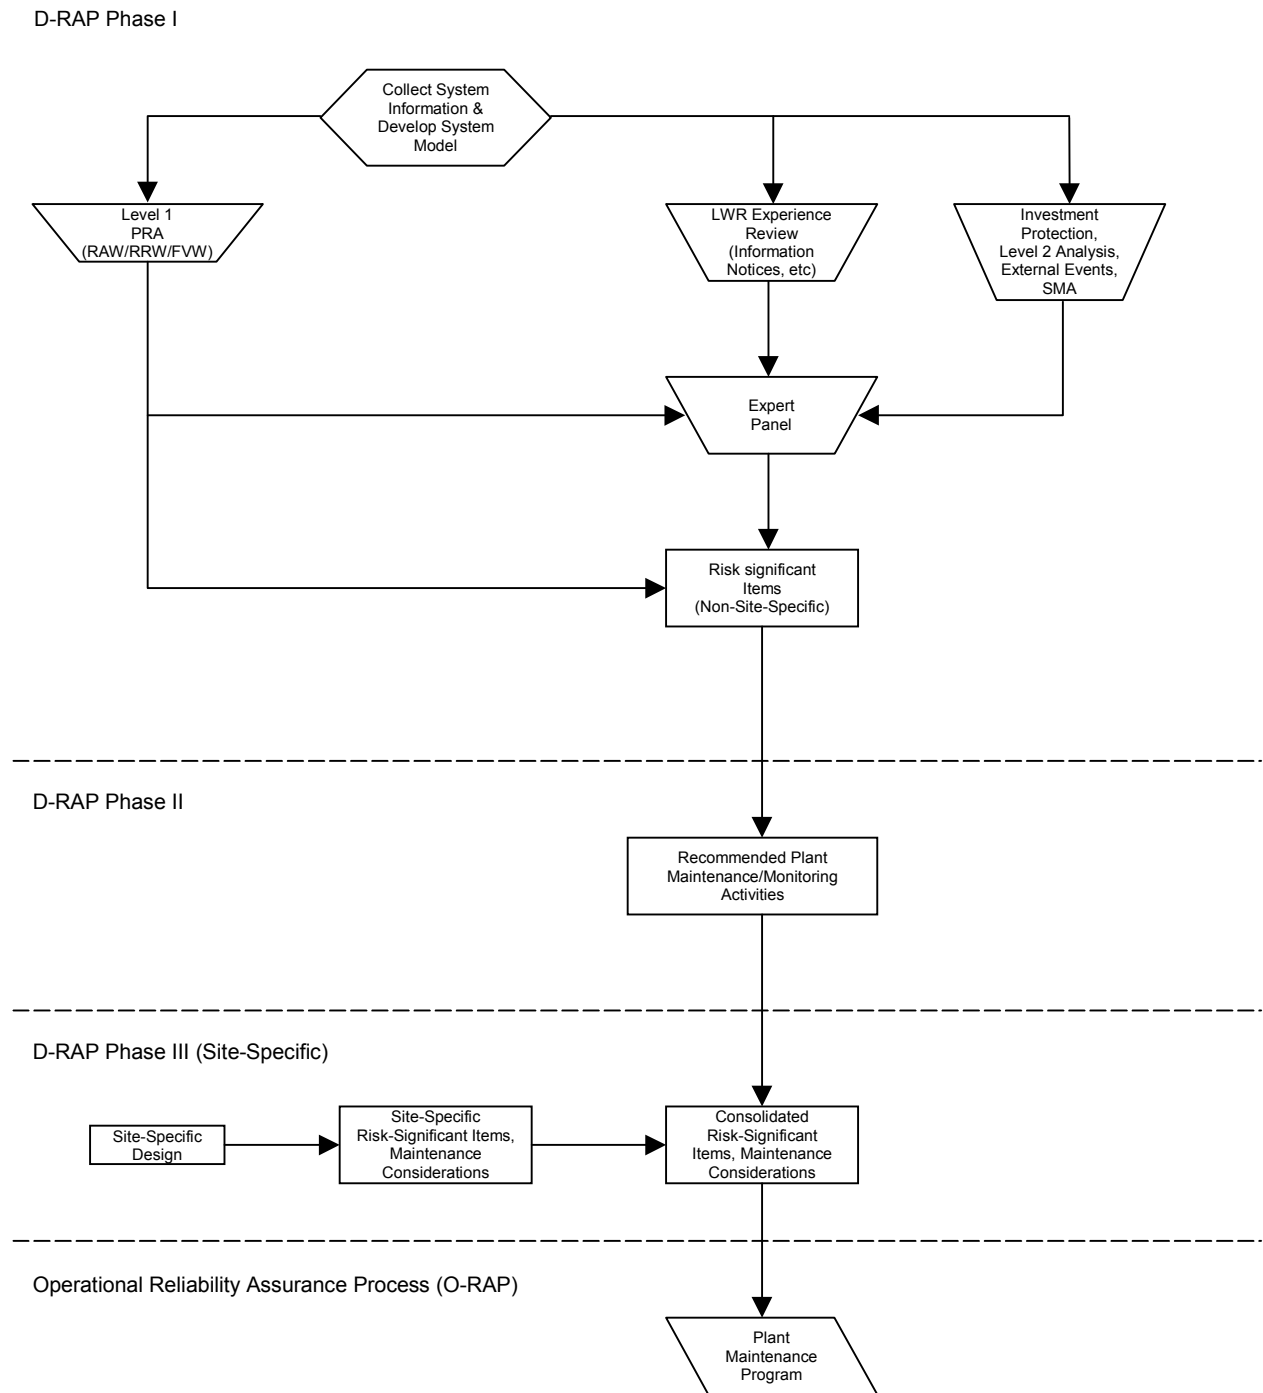 D-RAP Phase I
Collect System
Information &
Develop System
Model
Level 1
PRA
(RAW/RRW/FVW)
LWR Experience
Review
(Information
Notices, etc)
Investment
Protection,
Level 2 Analysis,
External Events,
SMA
Expert
Panel
Risk significant
Items
(Non-Site-Specific)
D-RAP Phase II
Recommended Plant
Maintenance/Monitoring
Activities
D-RAP Phase III (Site-Specific)
Site-Specific
Design
Site-Specific
Risk-Significant Items,
Maintenance
Considerations
Consolidated
Risk-Significant
Items, Maintenance
Considerations
Operational Reliability Assurance Process (O-RAP)
Plant
Maintenance
Program